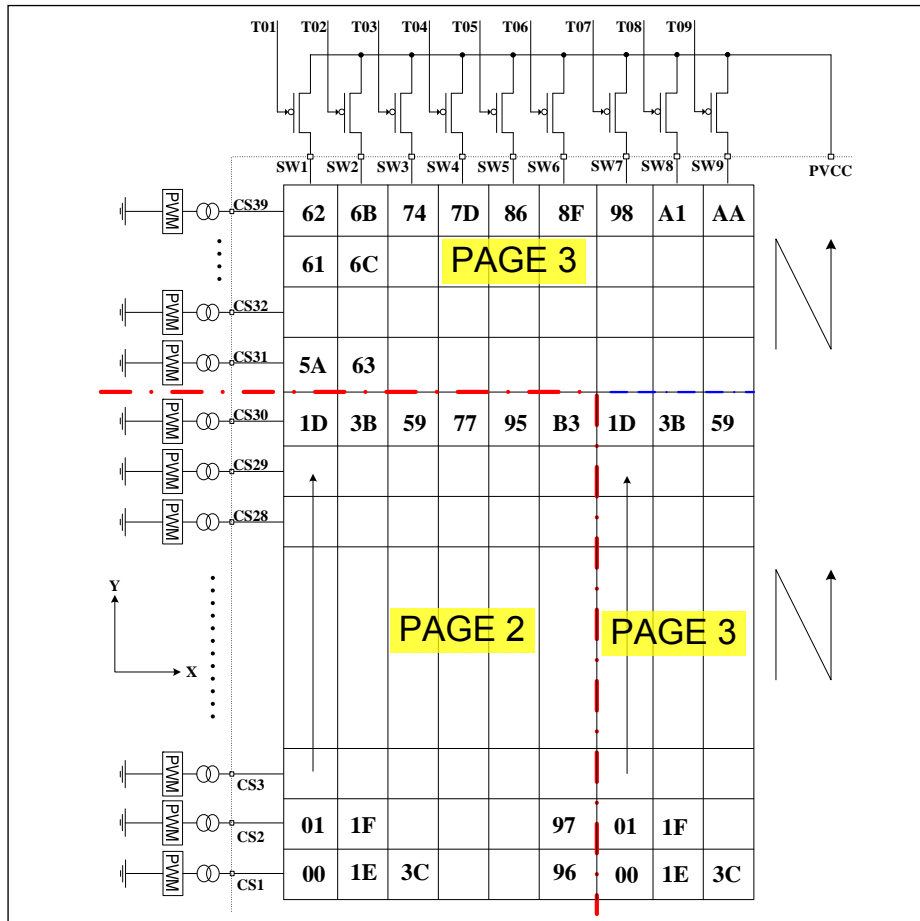 T01 T02 T03 T04 T05 T06 T07 T08 T09
SW1 SW2 SW3 SW4 SW5 SW6 SW7 SW8 SW9 PVCC
PWM CS39 62 6B 74 7D 86 8F 98 A1 AA
61 6C PAGE 3
PWM CS32
PWM CS31 5A 63
PWM CS30 1D 3B 59 77 95 B3 1D 3B 59
PWM CS29
PWM CS28
Y
X
PAGE 2 PAGE 3
PWM CS3
PWM CS2 01 1F 97 01 1F
PWM CS1 00 1E 3C 96 00 1E 3C